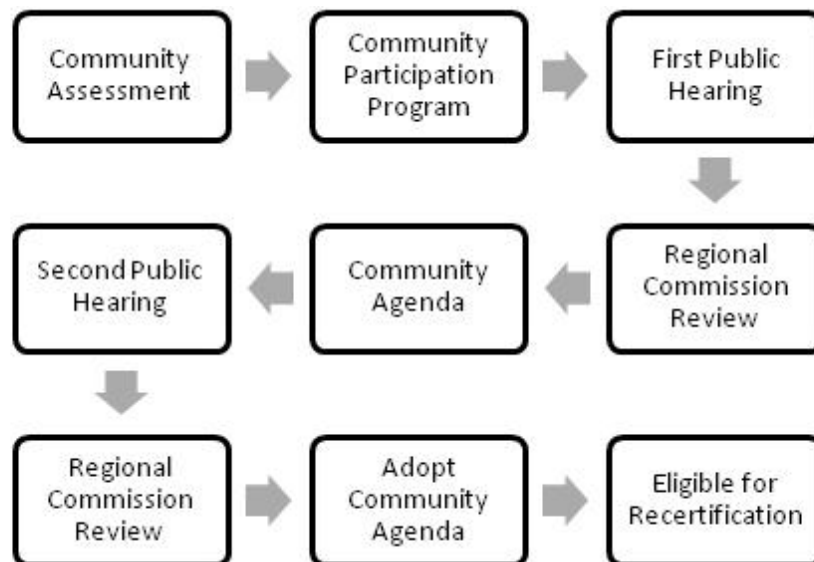 Community
Assessment
Community
Participation
Program
First Public
Hearing
Regional
Commission
Review
Community
Agenda
Second Public
Hearing
Regional
Commission
Review
Adopt
Community
Agenda
Eligible for
Recertification